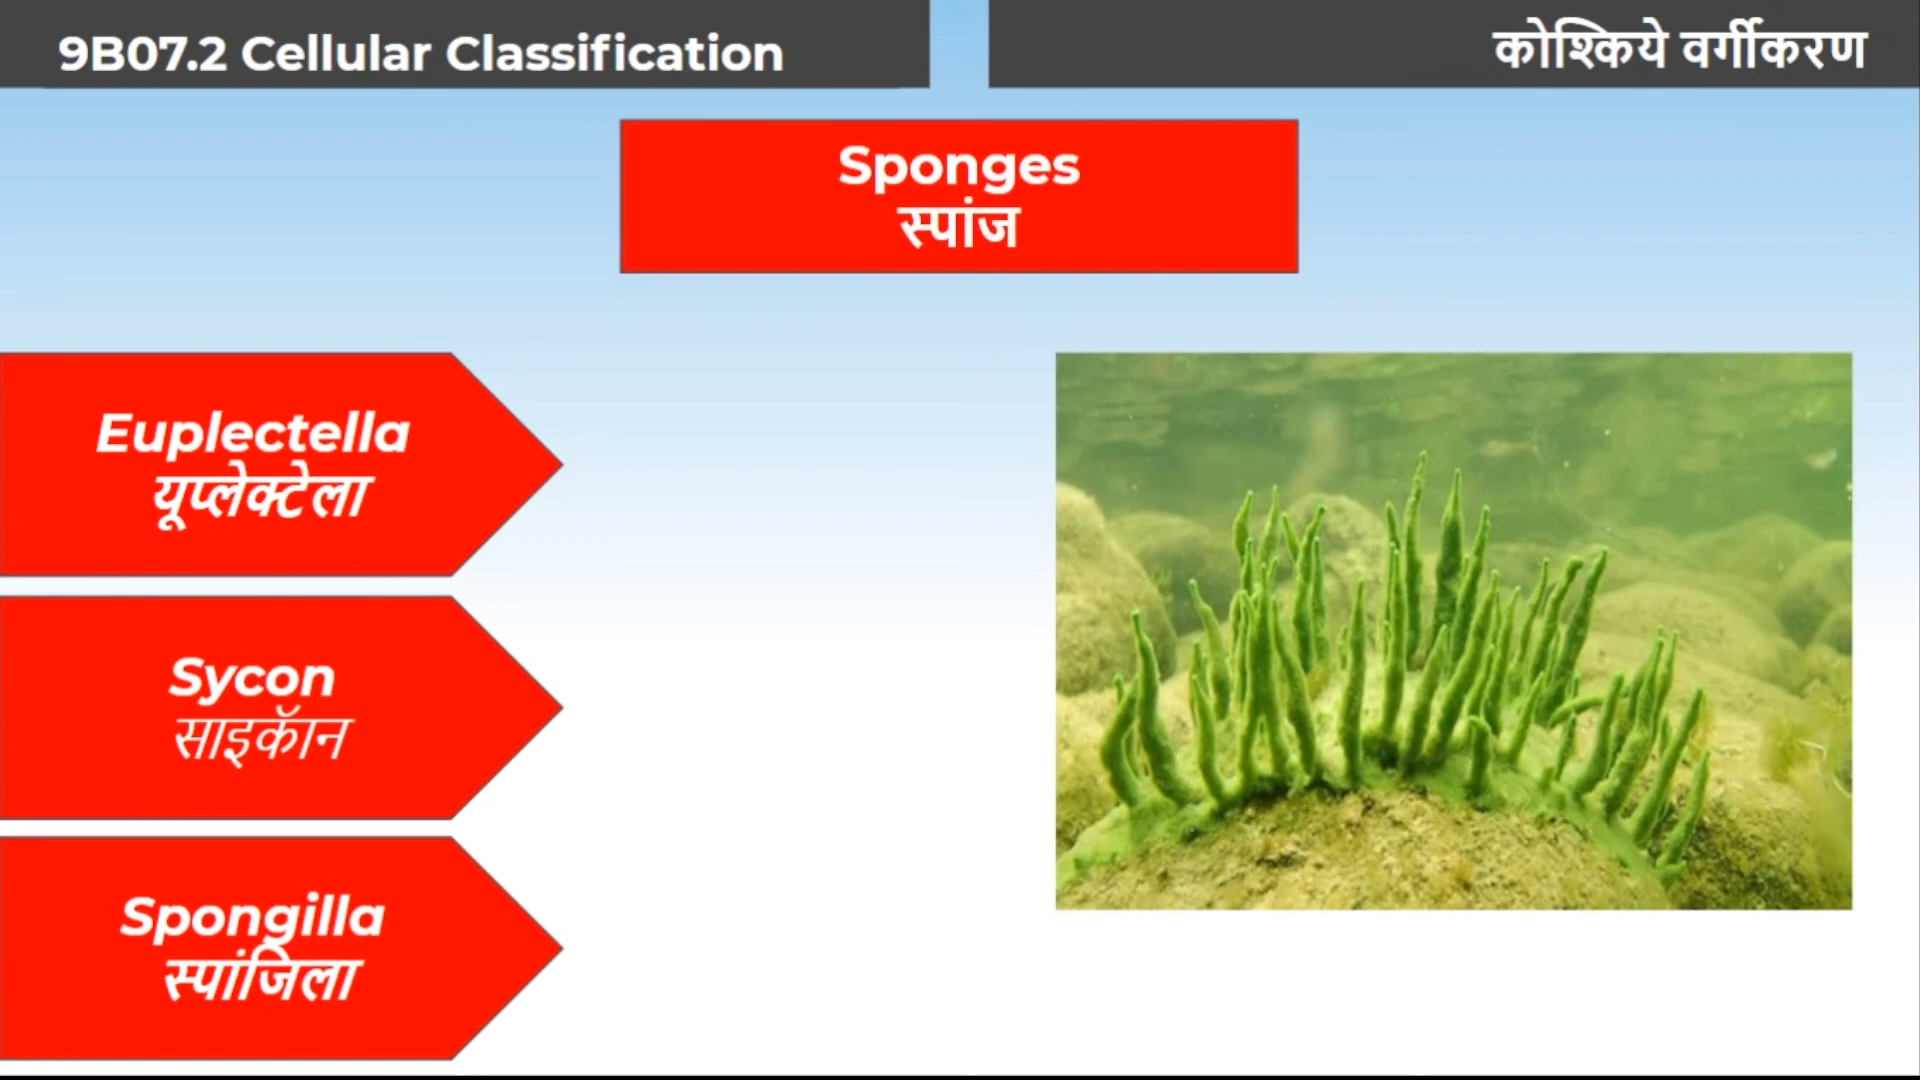 9B07.2 Cellular Classification
कोश्किये वर्गीकरण
Sponges
स्पांज
Euplectella
यूप्लेक्टेला
Sycon
साइकॅान
Spongilla
स्पांजिला